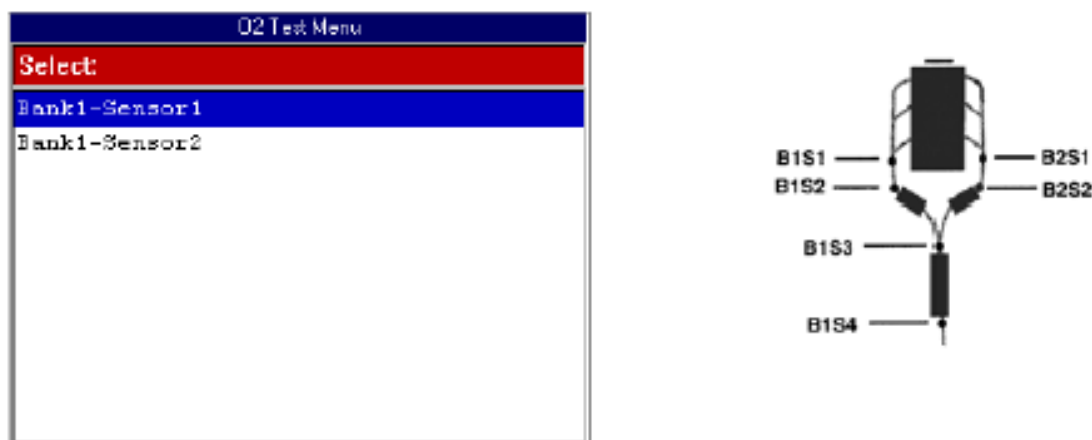 O2 Test Menu
Select:
Bank1-Sensor1
Bank1-Sensor2
B1S1
B2S1
B1S2
B2S2
B1S3
B1S4